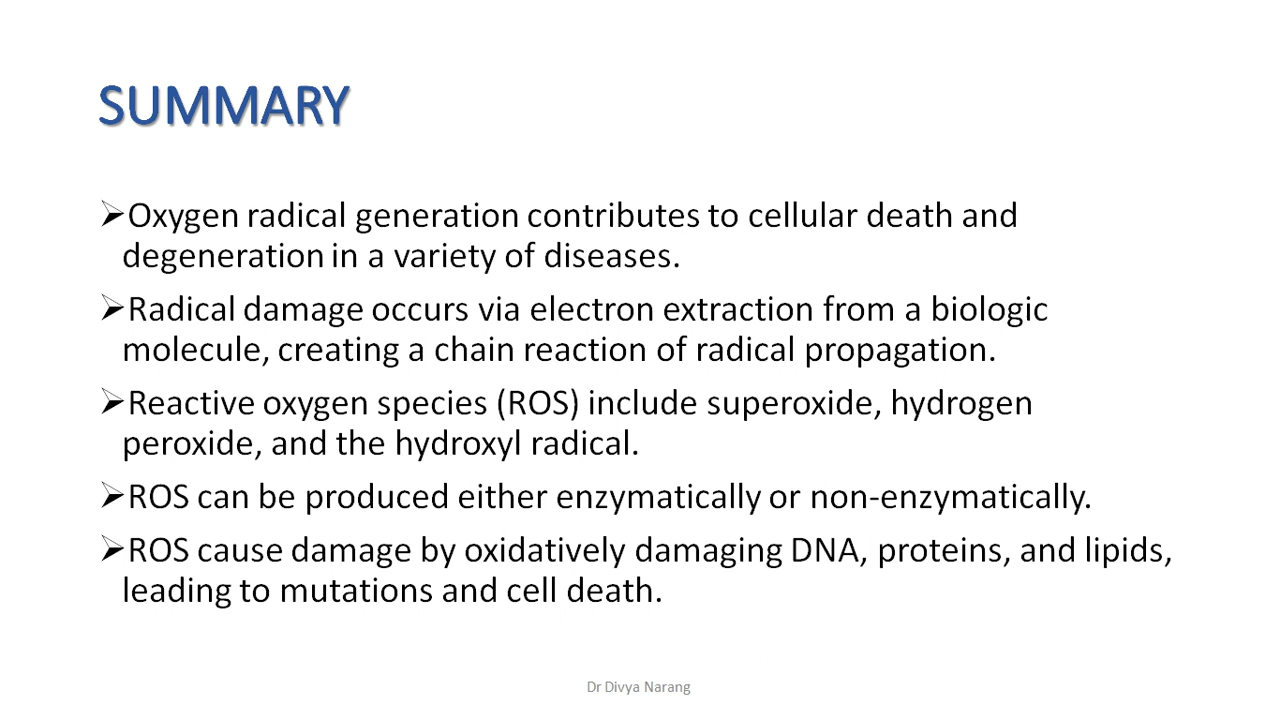 SUMMARY
➢Oxygen radical generation contributes to cellular death and
degeneration in a variety of diseases.
➢Radical damage occurs via electron extraction from a biologic
molecule, creating a chain reaction of radical propagation.
➢Reactive oxygen species (ROS) include superoxide, hydrogen
peroxide, and the hydroxyl radical.
➢ROS can be produced either enzymatically or non-enzymatically.
➢ROS cause damage by oxidatively damaging DNA, proteins, and lipids,
leading to mutations and cell death.
Dr Divya Narang